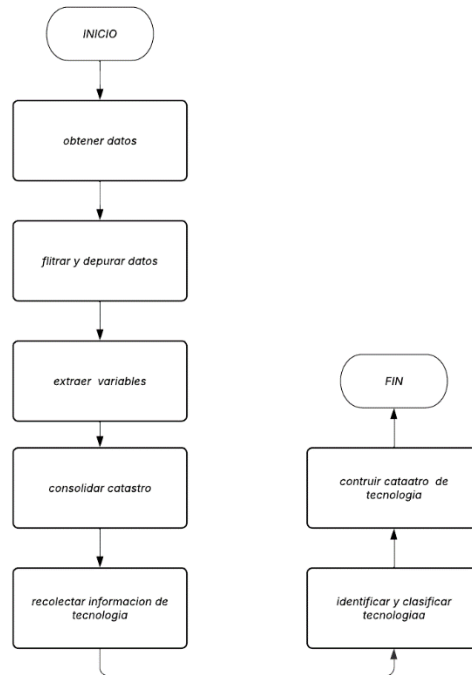 INICIO
obtener datos
flitrar y depurar datos
extraer variables
consolidar catastro
recolectar informacion de
tecnologia
identificar y clasificar
tecnologiaa
contruir cataatro de
tecnologia
FIN